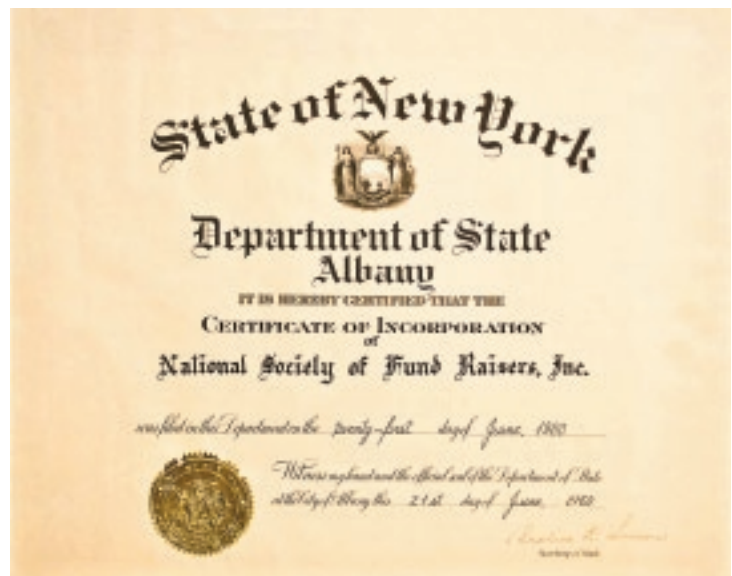 State of New York
Department of State
Albany
IT IS HEREBY CERTIFIED THAT THE
CERTIFICATE OF INCORPORATION
of
National Society of Fund Raisers, Inc.
was filed in this Department on the twenty-first day of June, 1960
Witness my hand and the official seal of the Department of State
at the City of Albany this 21st day of June, 1960
Secretary of State